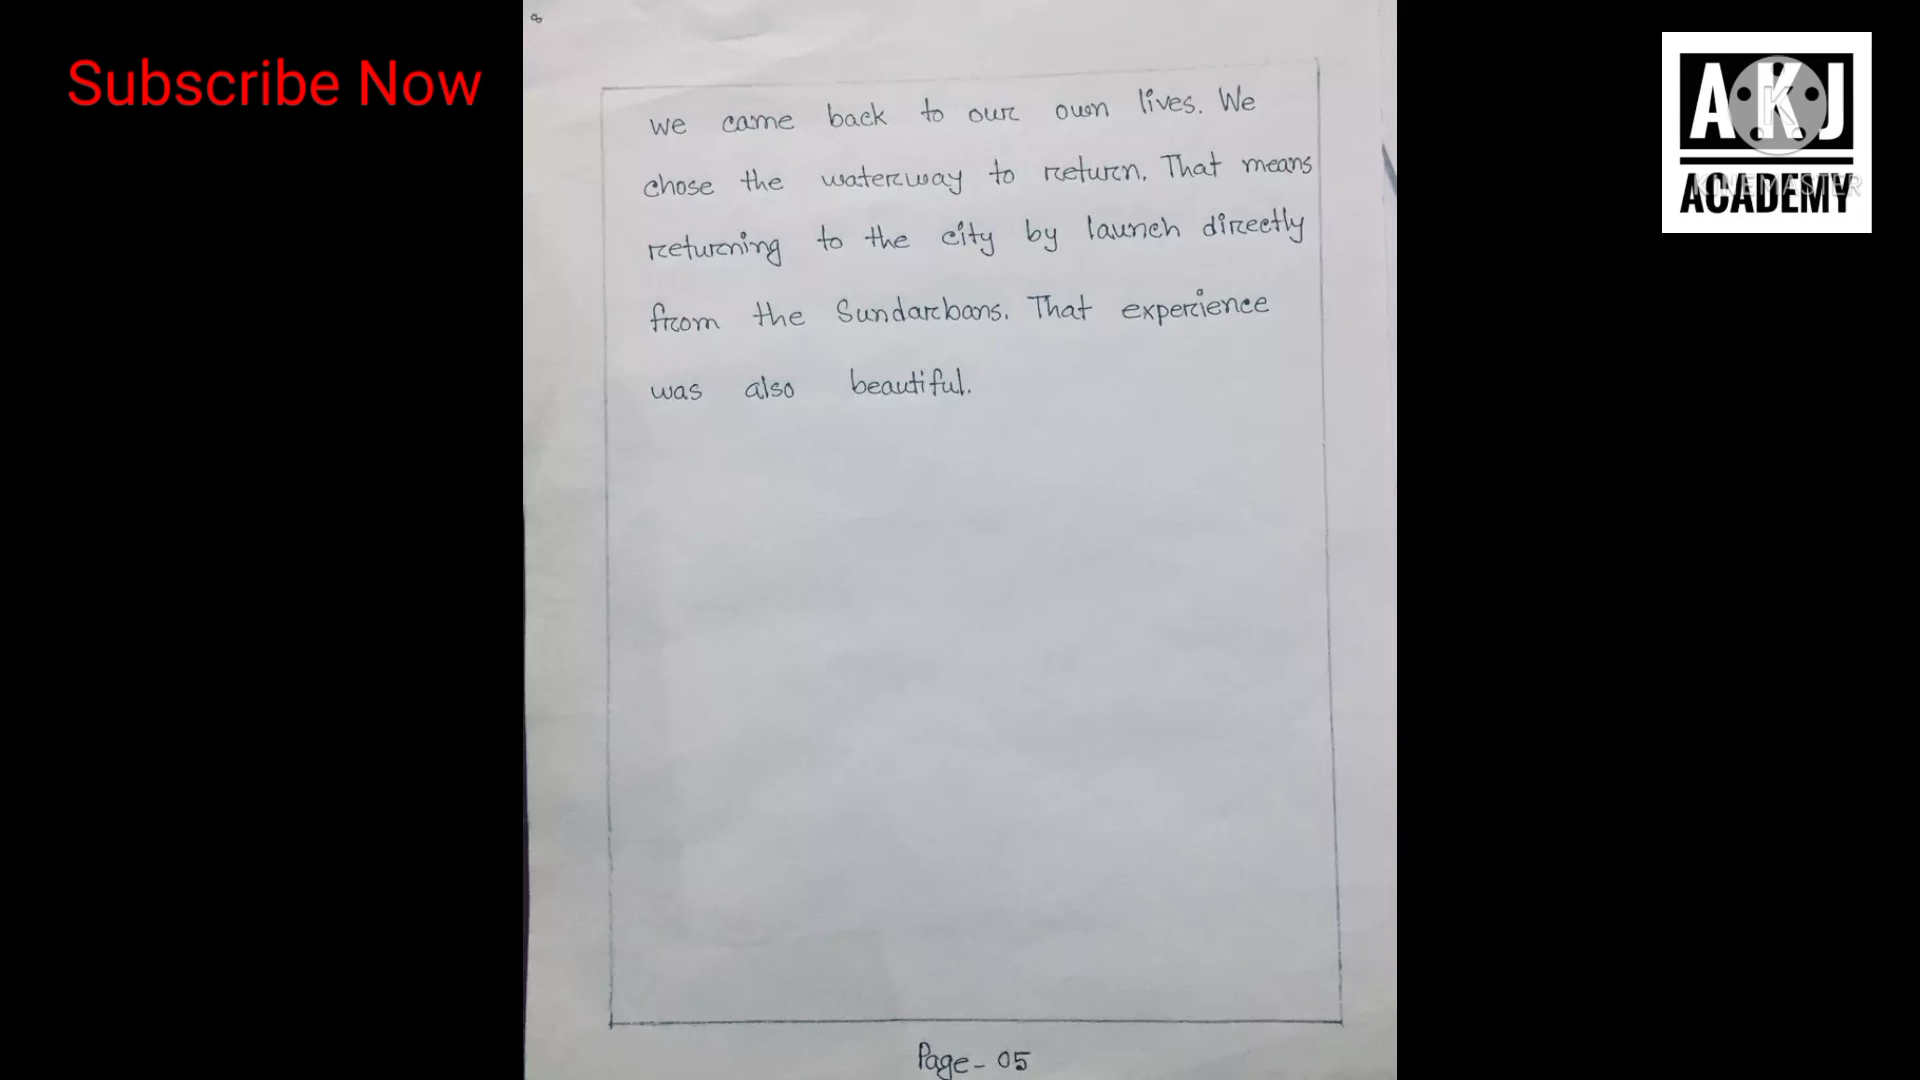 Subscribe Now
we came back to our own lives. We
chose the waterway to return. That means
returning to the city by launch directly
from the Sundarbans. That experience
was also beautiful.
Page - 05
AKJ
ACADEMY
KINEMASTER